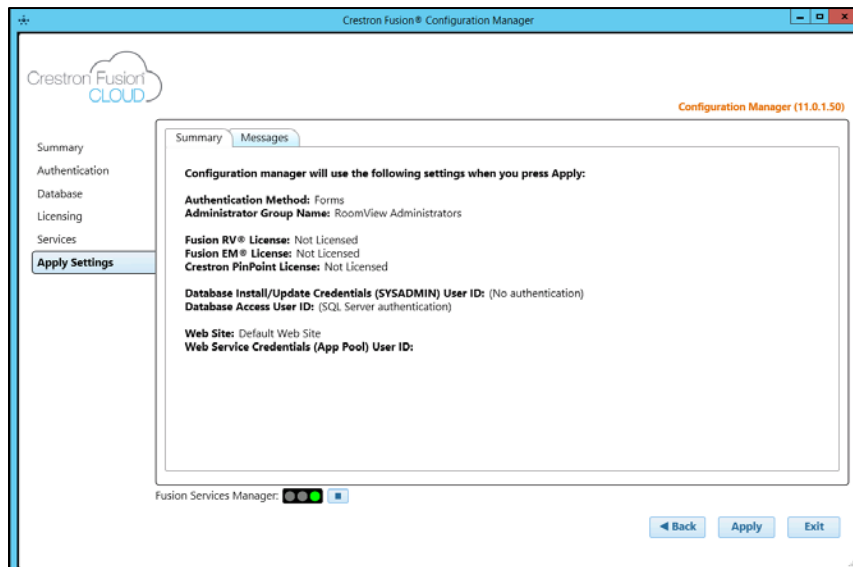 Crestron Fusion® Configuration Manager
Crestron Fusion
CLOUD
Configuration Manager (11.0.1.50)
Summary
Authentication
Database
Licensing
Services
Apply Settings
Summary
Messages
Configuration manager will use the following settings when you press Apply:
Authentication Method: Forms
Administrator Group Name: RoomView Administrators
Fusion RV® License: Not Licensed
Fusion EM® License: Not Licensed
Crestron PinPoint License: Not Licensed
Database Install/Update Credentials (SYSADMIN) User ID: (No authentication)
Database Access User ID: (SQL Server authentication)
Web Site: Default Web Site
Web Service Credentials (App Pool) User ID:
Fusion Services Manager:
Back
Apply
Exit